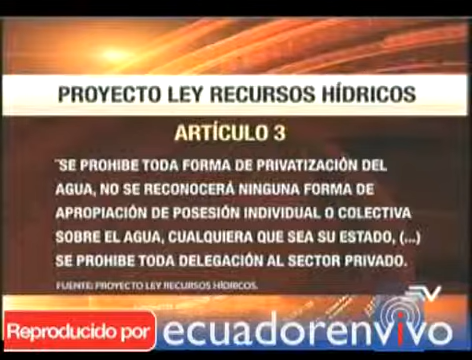 PROYECTO LEY RECURSOS HÍDRICOS
ARTÍCULO 3
"SE PROHIBE TODA FORMA DE PRIVATIZACIÓN DEL
AGUA, NO SE RECONOCERÁ NINGUNA FORMA DE
APROPIACIÓN DE POSESIÓN INDIVIDUAL O COLECTIVA
SOBRE EL AGUA, CUALQUIERA QUE SEA SU ESTADO, (...)
SE PROHIBE TODA DELEGACIÓN AL SECTOR PRIVADO.
FUENTE: PROYECTO LEY RECURSOS HÍDRICOS.
Reproducido por ecuadorenvivo